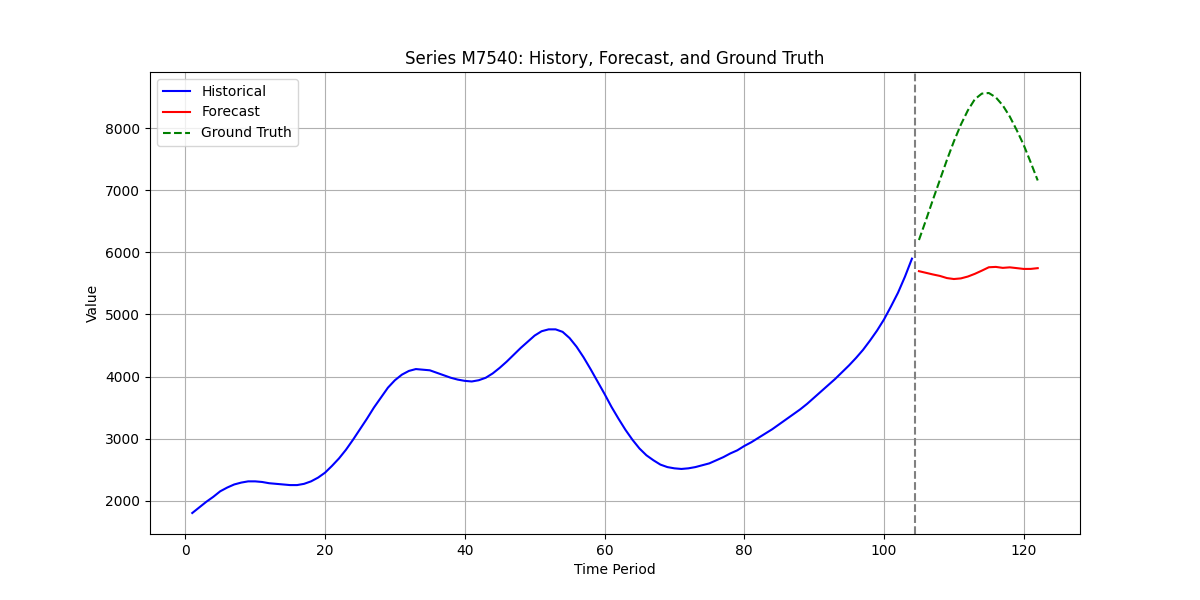 Series M7540: History, Forecast, and Ground Truth
Historical
Forecast
Ground Truth
8000
7000
6000
5000
4000
3000
2000
Value
0 20 40 60 80 100 120
Time Period